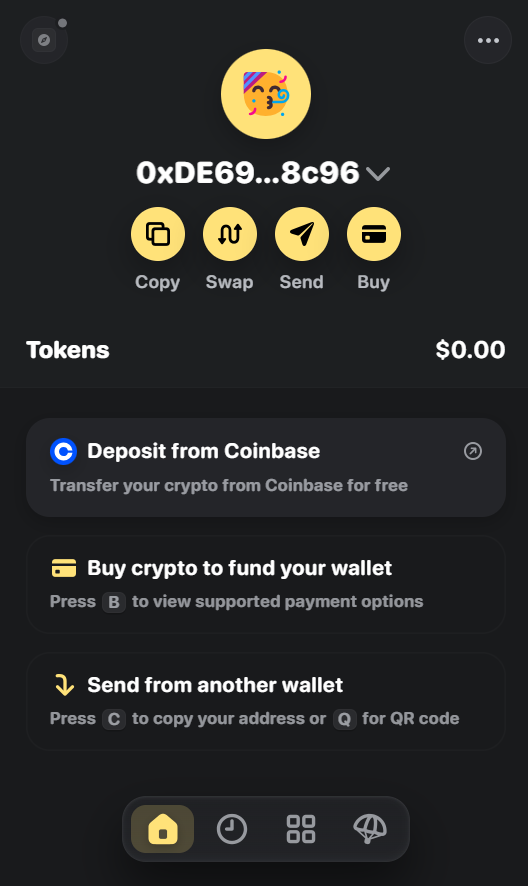 0xDE69...8c96
Copy Swap Send Buy
Tokens $0.00
Deposit from Coinbase
Transfer your crypto from Coinbase for free
Buy crypto to fund your wallet
Press B to view supported payment options
Send from another wallet
Press C to copy your address or Q for QR code